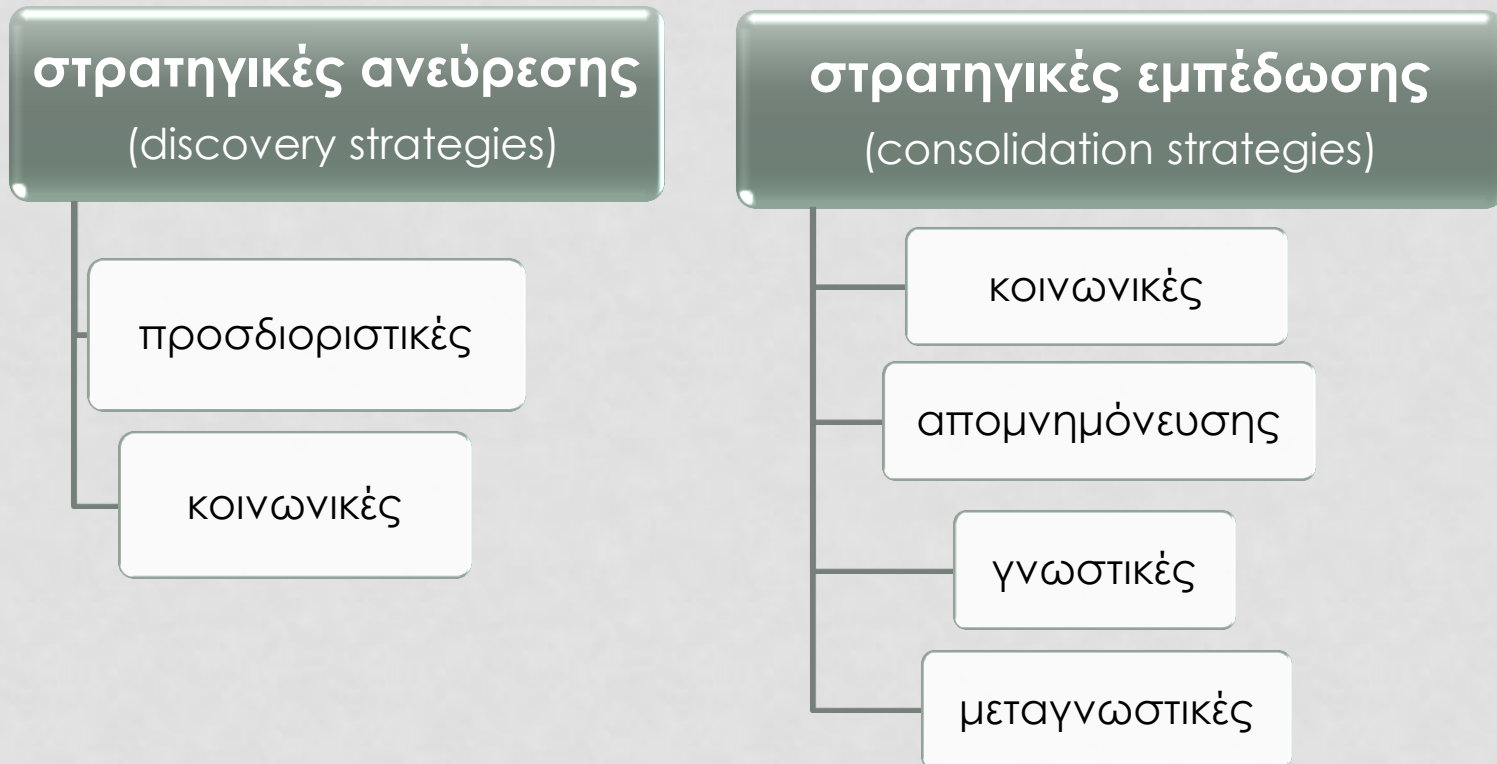 στρατηγικές ανεύρεσης
(discovery strategies)
προσδιοριστικές
κοινωνικές
στρατηγικές εμπέδωσης
(consolidation strategies)
κοινωνικές
απομνημόνευσης
γνωστικές
μεταγνωστικές